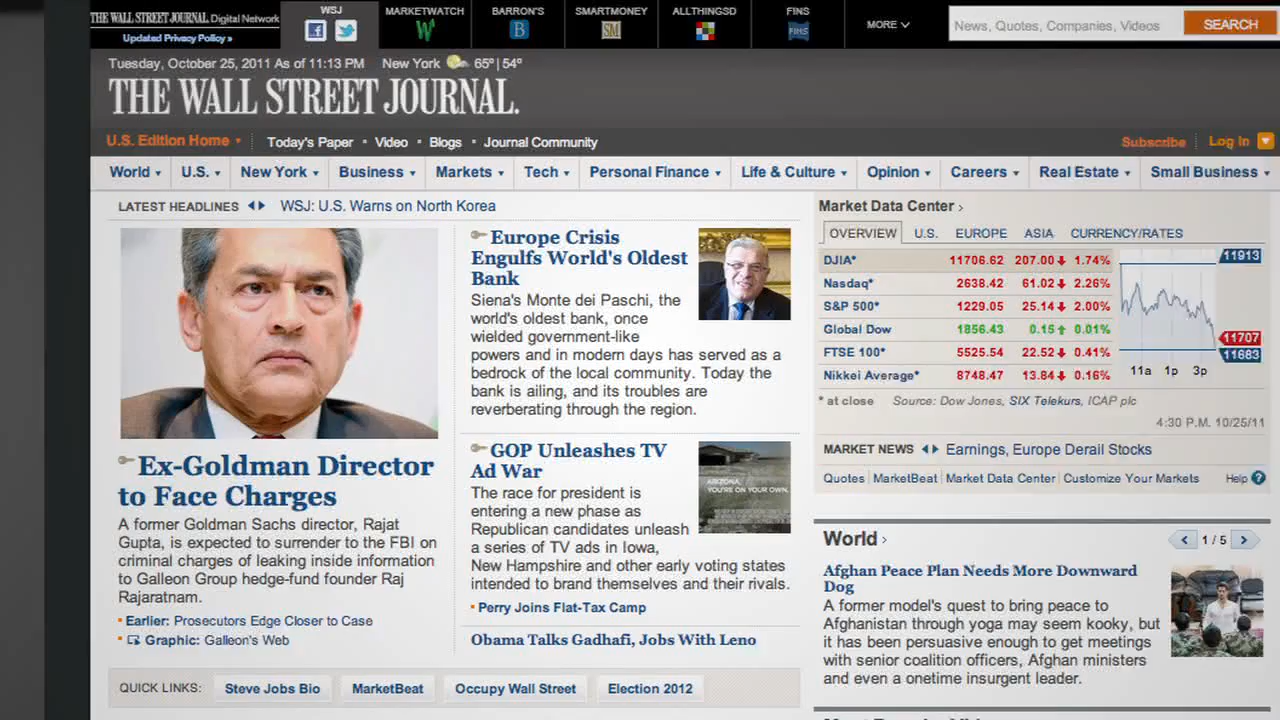 THE WALL STREET JOURNAL. Digital Network
Updated Privacy Policy »
WSJ
MARKETWATCH
BARRON'S
SMARTMONEY
ALLTHINGSD
FINS
MORE
News, Quotes, Companies, Videos
SEARCH
W
B
SM
FINS
Tuesday, October 25, 2011 As of 11:13 PM New York 65º | 54º
THE WALL STREET JOURNAL.
U.S. Edition Home
Today's Paper • Video • Blogs • Journal Community
Subscribe
Log In
World U.S. New York Business Markets Tech Personal Finance Life & Culture Opinion Careers Real Estate Small Business
LATEST HEADLINES WSJ: U.S. Warns on North Korea
Ex-Goldman Director
to Face Charges
A former Goldman Sachs director, Rajat
Gupta, is expected to surrender to the FBI on
criminal charges of leaking inside information
to Galleon Group hedge-fund founder Raj
Rajaratnam.
Earlier: Prosecutors Edge Closer to Case
Graphic: Galleon's Web
Europe Crisis
Engulfs World's Oldest
Bank
Siena's Monte dei Paschi, the
world's oldest bank, once
wielded government-like
powers and in modern days has served as a
bedrock of the local community. Today the
bank is ailing, and its troubles are
reverberating through the region.
GOP Unleashes TV
Ad War
The race for president is
entering a new phase as
Republican candidates unleash
a series of TV ads in Iowa,
New Hampshire and other early voting states
intended to brand themselves and their rivals.
ARIZONA,
YOU'RE ON YOUR OWN.
Perry Joins Flat-Tax Camp
Obama Talks Gadhafi, Jobs With Leno
QUICK LINKS: Steve Jobs Bio MarketBeat Occupy Wall Street Election 2012
Market Data Center ›
OVERVIEW U.S. EUROPE ASIA CURRENCY/RATES
DJIA* 11706.62 207.00 1.74%
Nasdaq* 2638.42 61.02 2.26%
S&P 500* 1229.05 25.14 2.00%
Global Dow 1856.43 0.15 0.01%
FTSE 100* 5525.54 22.52 0.41%
Nikkei Average* 8748.47 13.84 0.16%
11913
11707
11683
11a 1p 3p
* at close Source: Dow Jones, SIX Telekurs, ICAP plc
4:30 P.M. 10/25/11
MARKET NEWS Earnings, Europe Derail Stocks
Quotes | MarketBeat | Market Data Center | Customize Your Markets Help ?
World ›
1 / 5
Afghan Peace Plan Needs More Downward
Dog
A former model's quest to bring peace to
Afghanistan through yoga may seem kooky, but
it has been persuasive enough to get meetings
with senior coalition officers, Afghan ministers
and even a onetime insurgent leader.